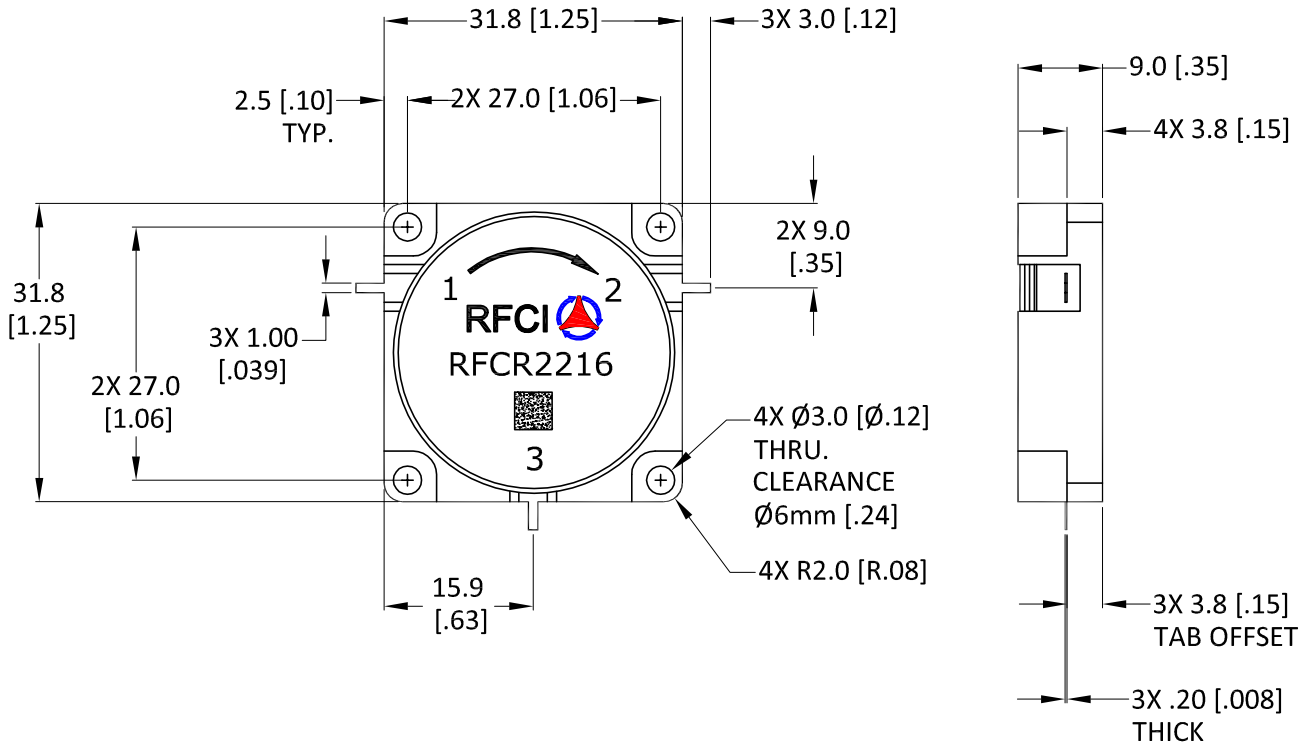 31.8 [1.25]
3X 3.0 [.12]
2.5 [.10]
TYP.
2X 27.0 [1.06]
9.0 [.35]
4X 3.8 [.15]
2X 9.0
[.35]
31.8
[1.25]
3X 1.00
[.039]
2X 27.0
[1.06]
1
2
RFCI
RFCR2216
3
4X Ø3.0 [Ø.12]
THRU.
CLEARANCE
Ø6mm [.24]
4X R2.0 [R.08]
15.9
[.63]
3X 3.8 [.15]
TAB OFFSET
3X .20 [.008]
THICK